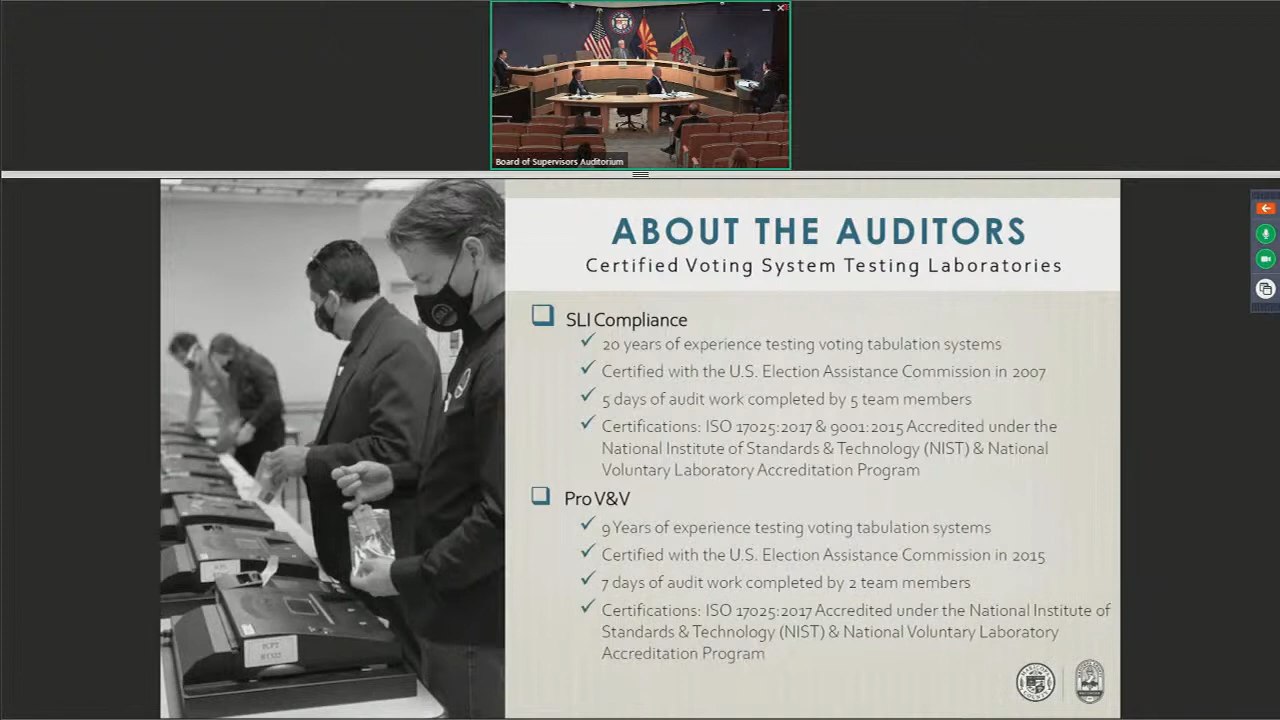 Board of Supervisors Auditorium
ABOUT THE AUDITORS
Certified Voting System Testing Laboratories
SLI Compliance
20 years of experience testing voting tabulation systems
Certified with the U.S. Election Assistance Commission in 2007
5 days of audit work completed by 5 team members
Certifications: ISO 17025:2017 & 9001:2015 Accredited under the
National Institute of Standards & Technology (NIST) & National
Voluntary Laboratory Accreditation Program
Pro V&V
9 Years of experience testing voting tabulation systems
Certified with the U.S. Election Assistance Commission in 2015
7 days of audit work completed by 2 team members
Certifications: ISO 17025:2017 Accredited under the National Institute of
Standards & Technology (NIST) & National Voluntary Laboratory
Accreditation Program
MARICOPA
COUNTY